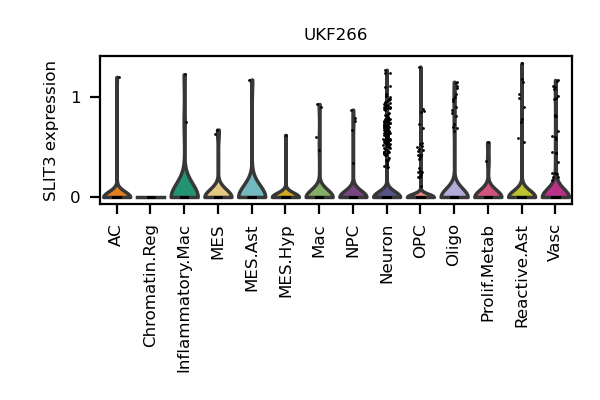 UKF266
SLIT3 expression
1
0
AC
Chromatin.Reg
Inflammatory.Mac
MES
MES.Ast
MES.Hyp
Mac
NPC
Neuron
OPC
Oligo
Prolif.Metab
Reactive.Ast
Vasc